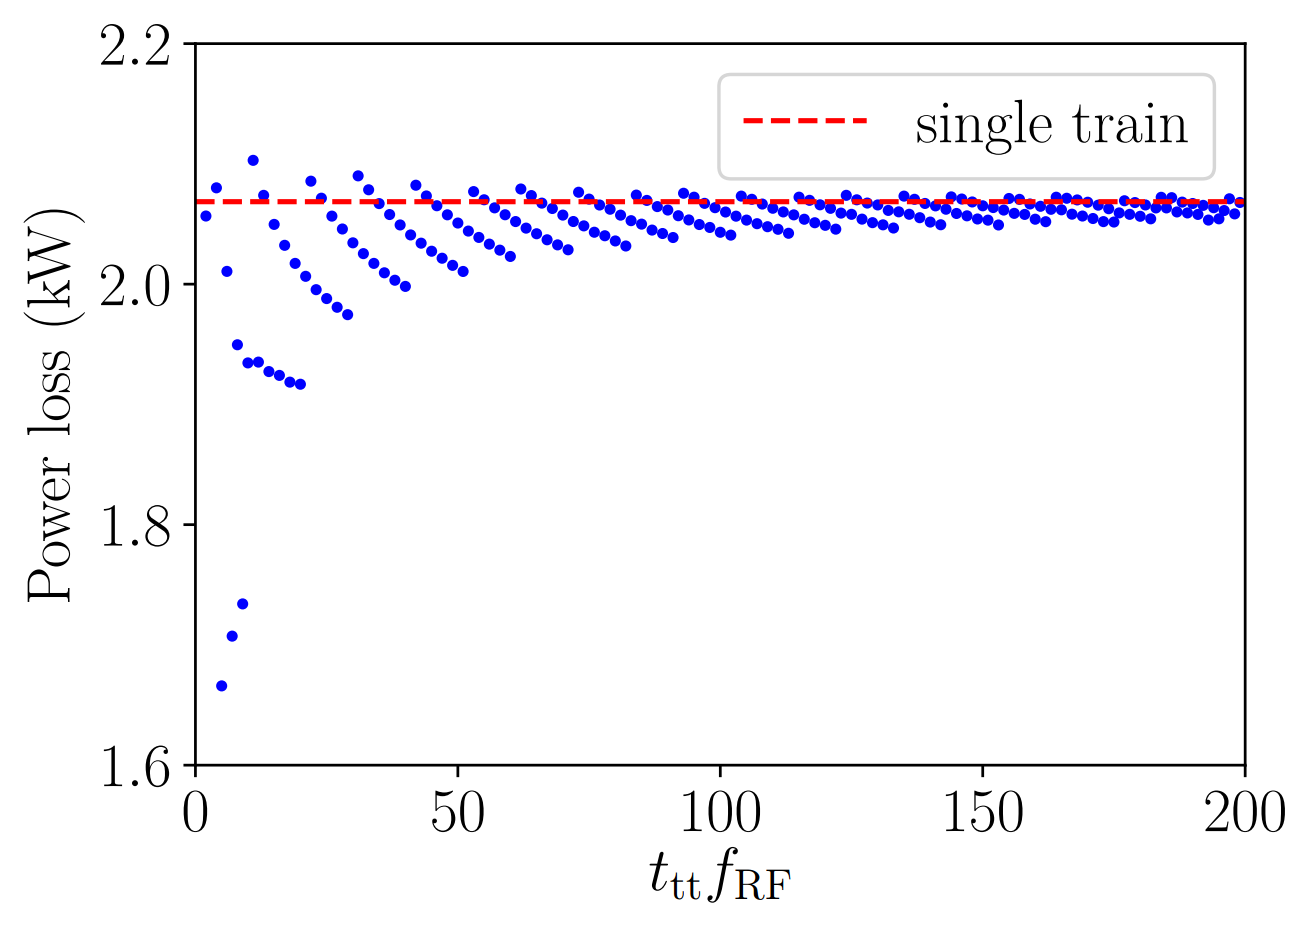 2.2
2.0
1.8
1.6
Power loss (kW)
single train
0 50 100 150 200
t_tt f_RF